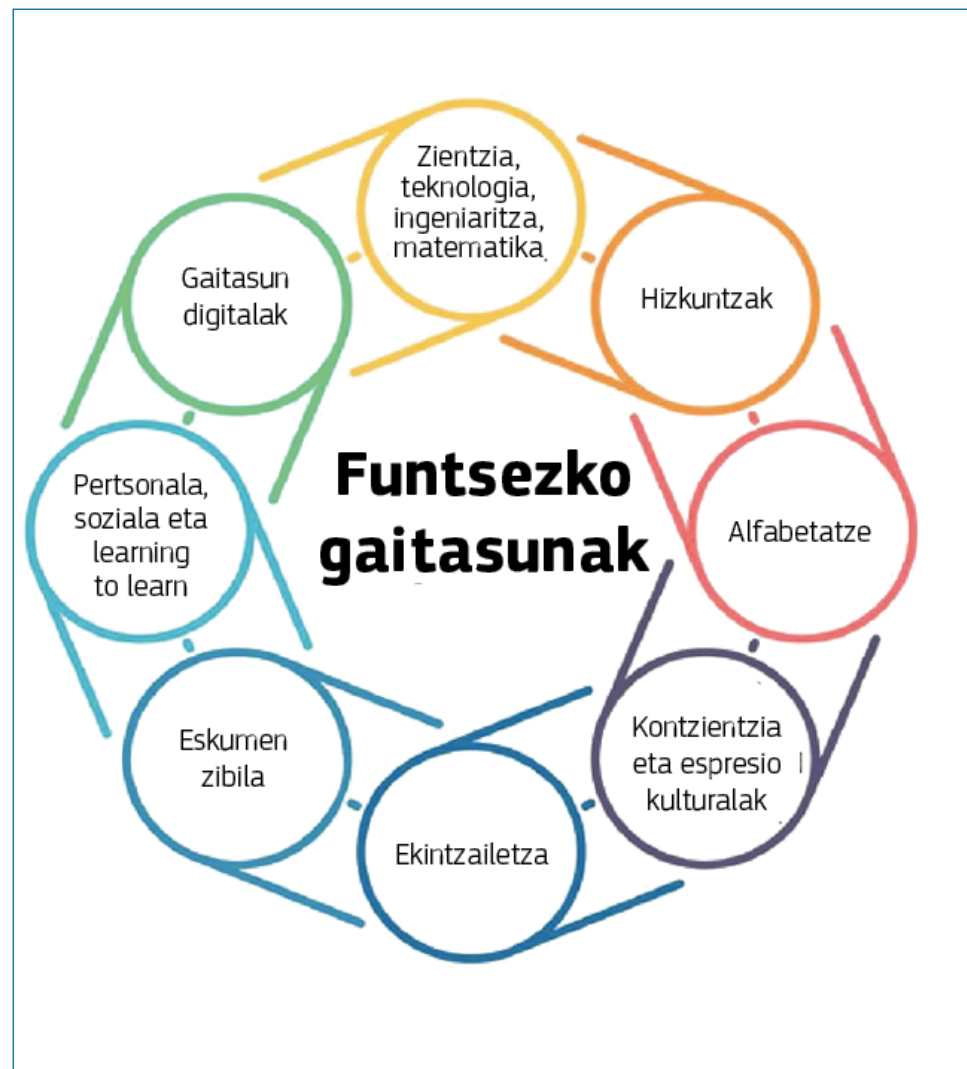 Zientzia,
teknologia,
ingeniaritza,
matematika
Hizkuntzak
Alfabetatze
Kontzientzia
eta espresio
kulturalak
Ekintzailetza
Eskumen
zibila
Pertsonala,
soziala eta
learning
to learn
Gaitasun
digitalak
Funtsezko
gaitasunak